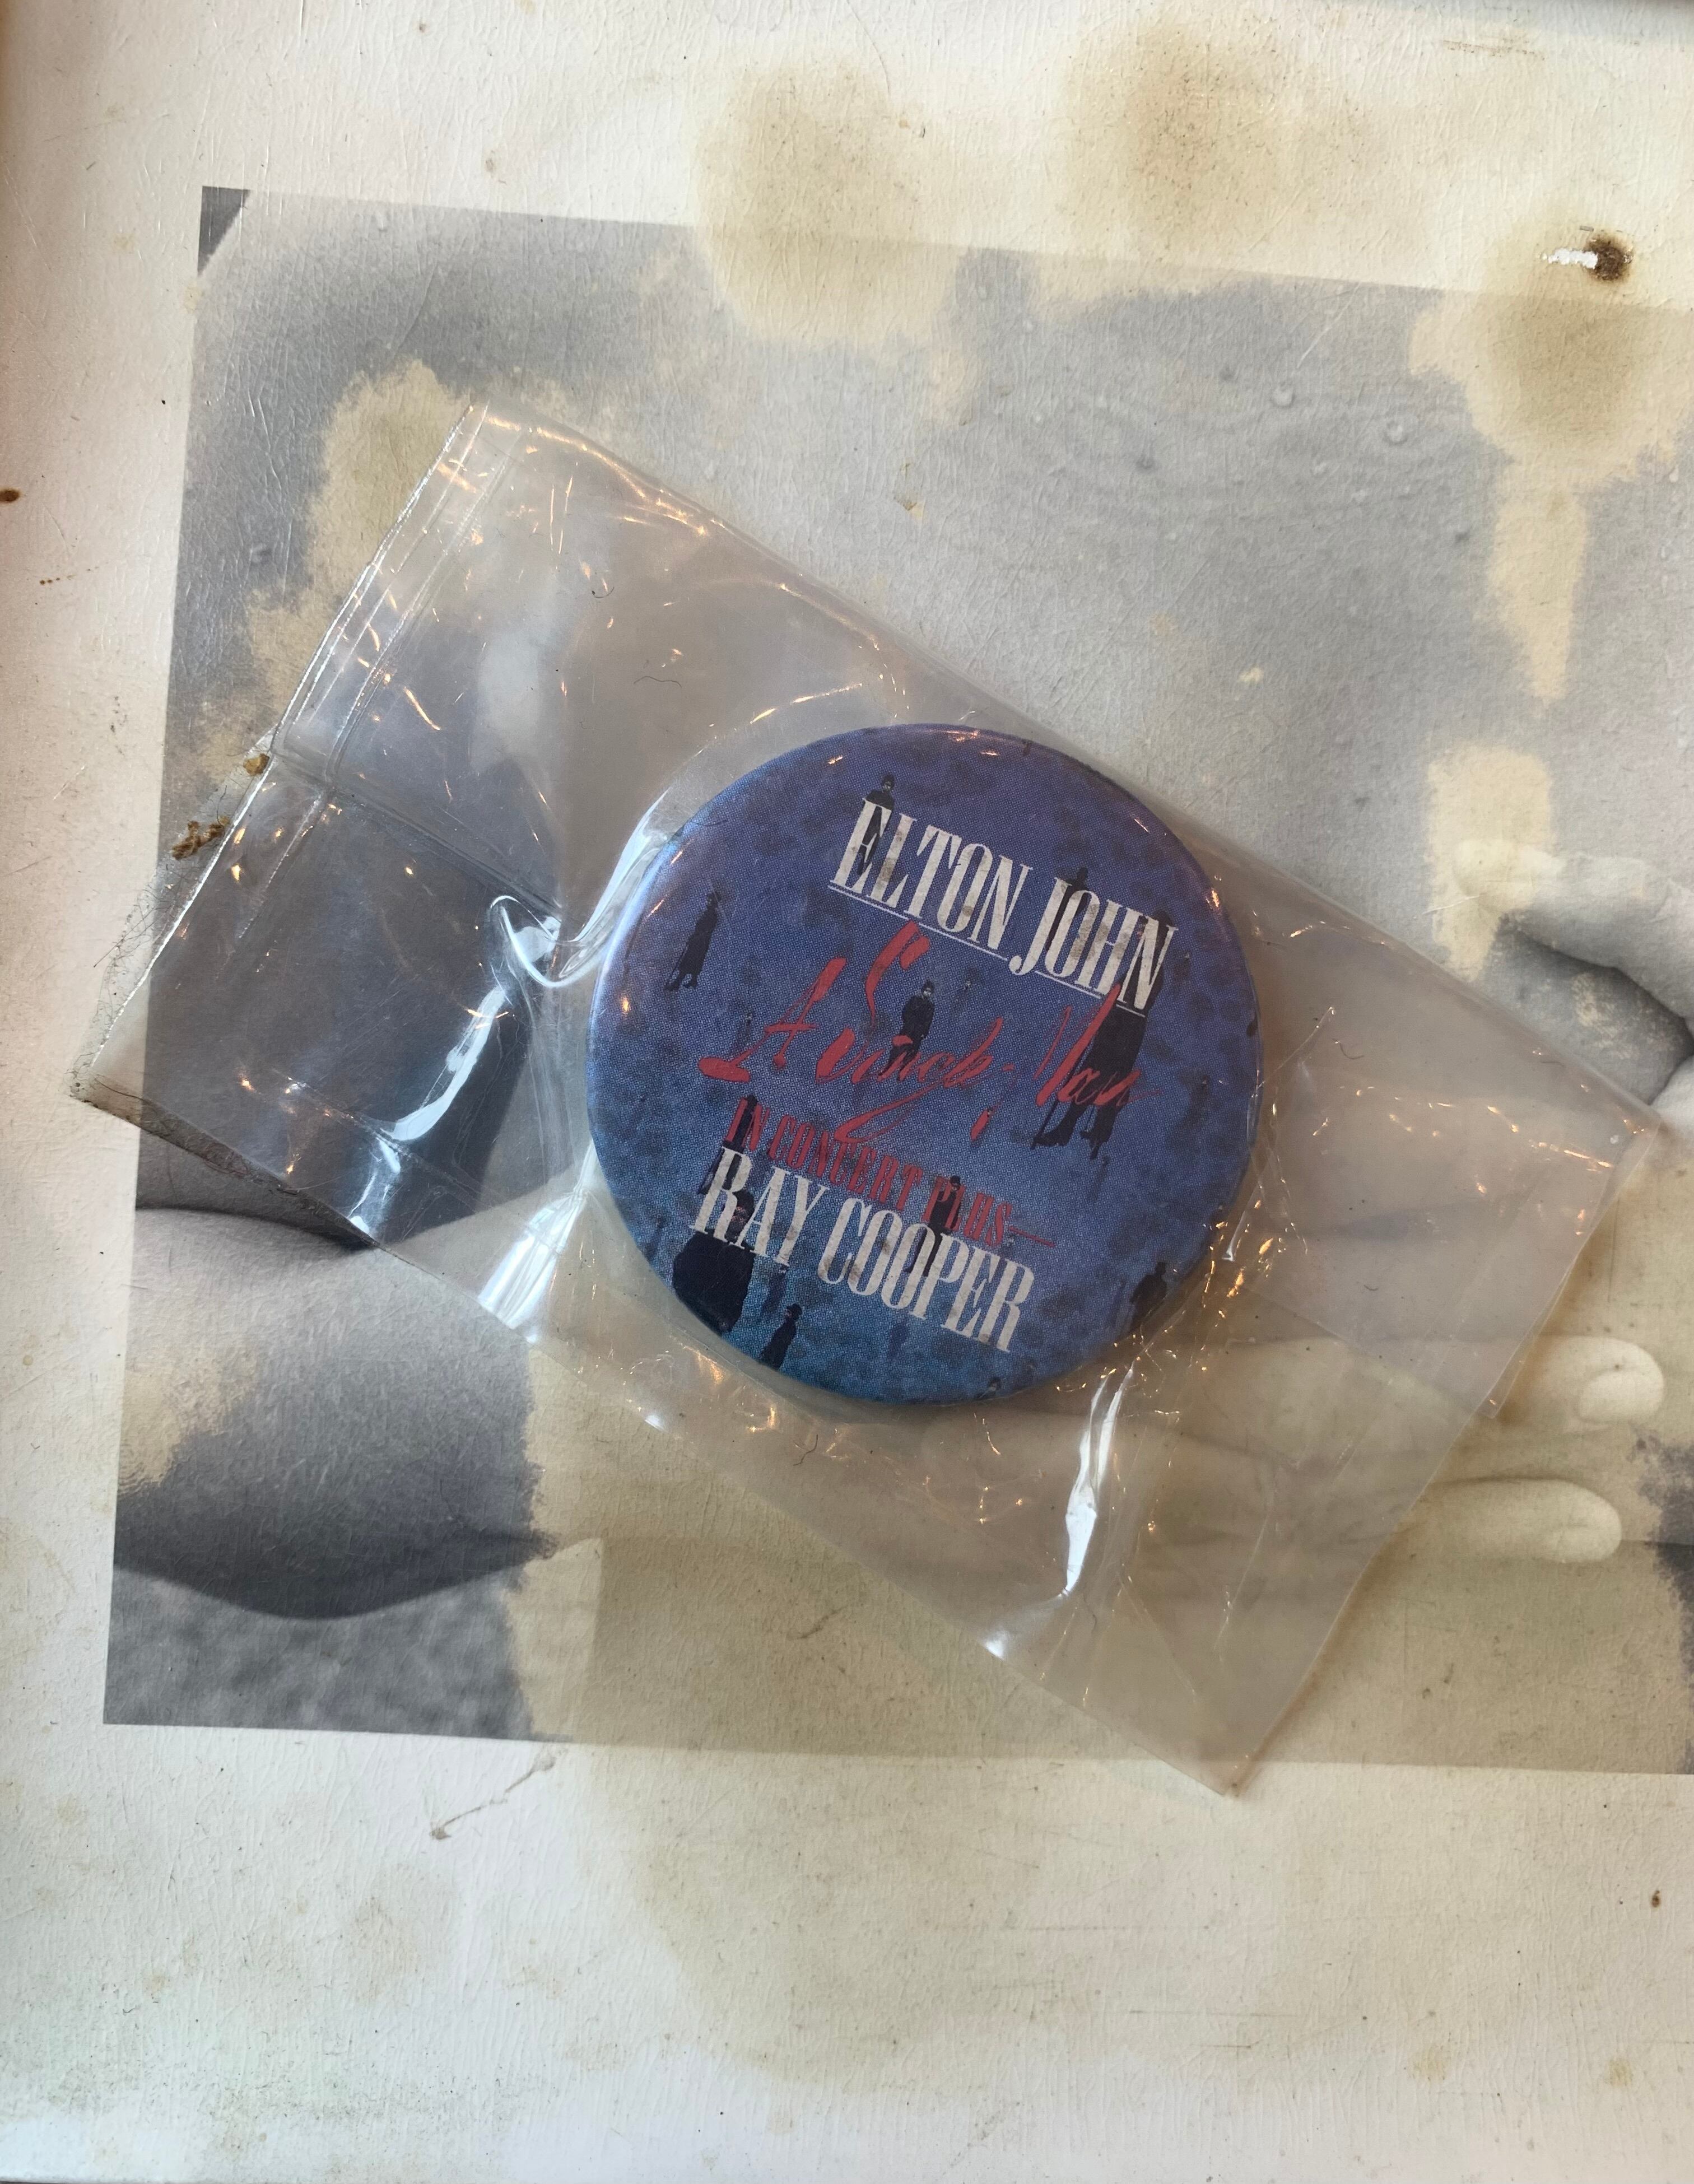 ELTON JOHN
A Single Man
IN CONCERT PLUS—
RAY COOPER